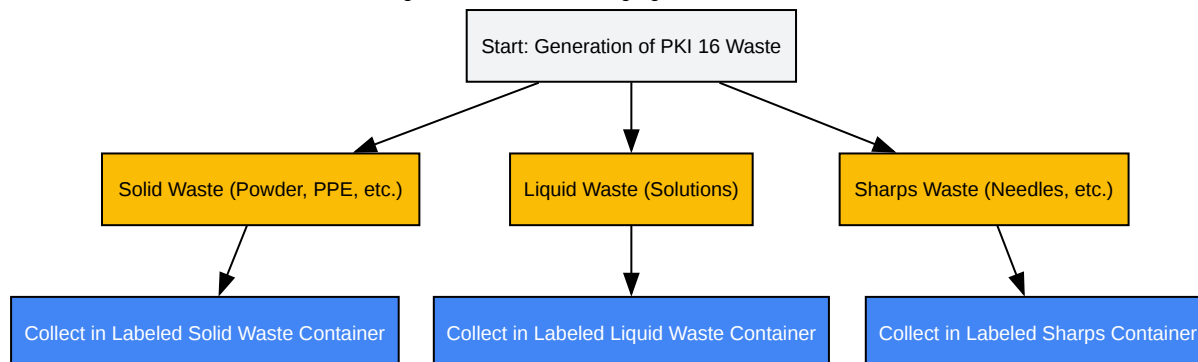 Start: Generation of PKI 16 Waste
Solid Waste (Powder, PPE, etc.)
Liquid Waste (Solutions)
Sharps Waste (Needles, etc.)
Collect in Labeled Solid Waste Container
Collect in Labeled Liquid Waste Container
Collect in Labeled Sharps Container